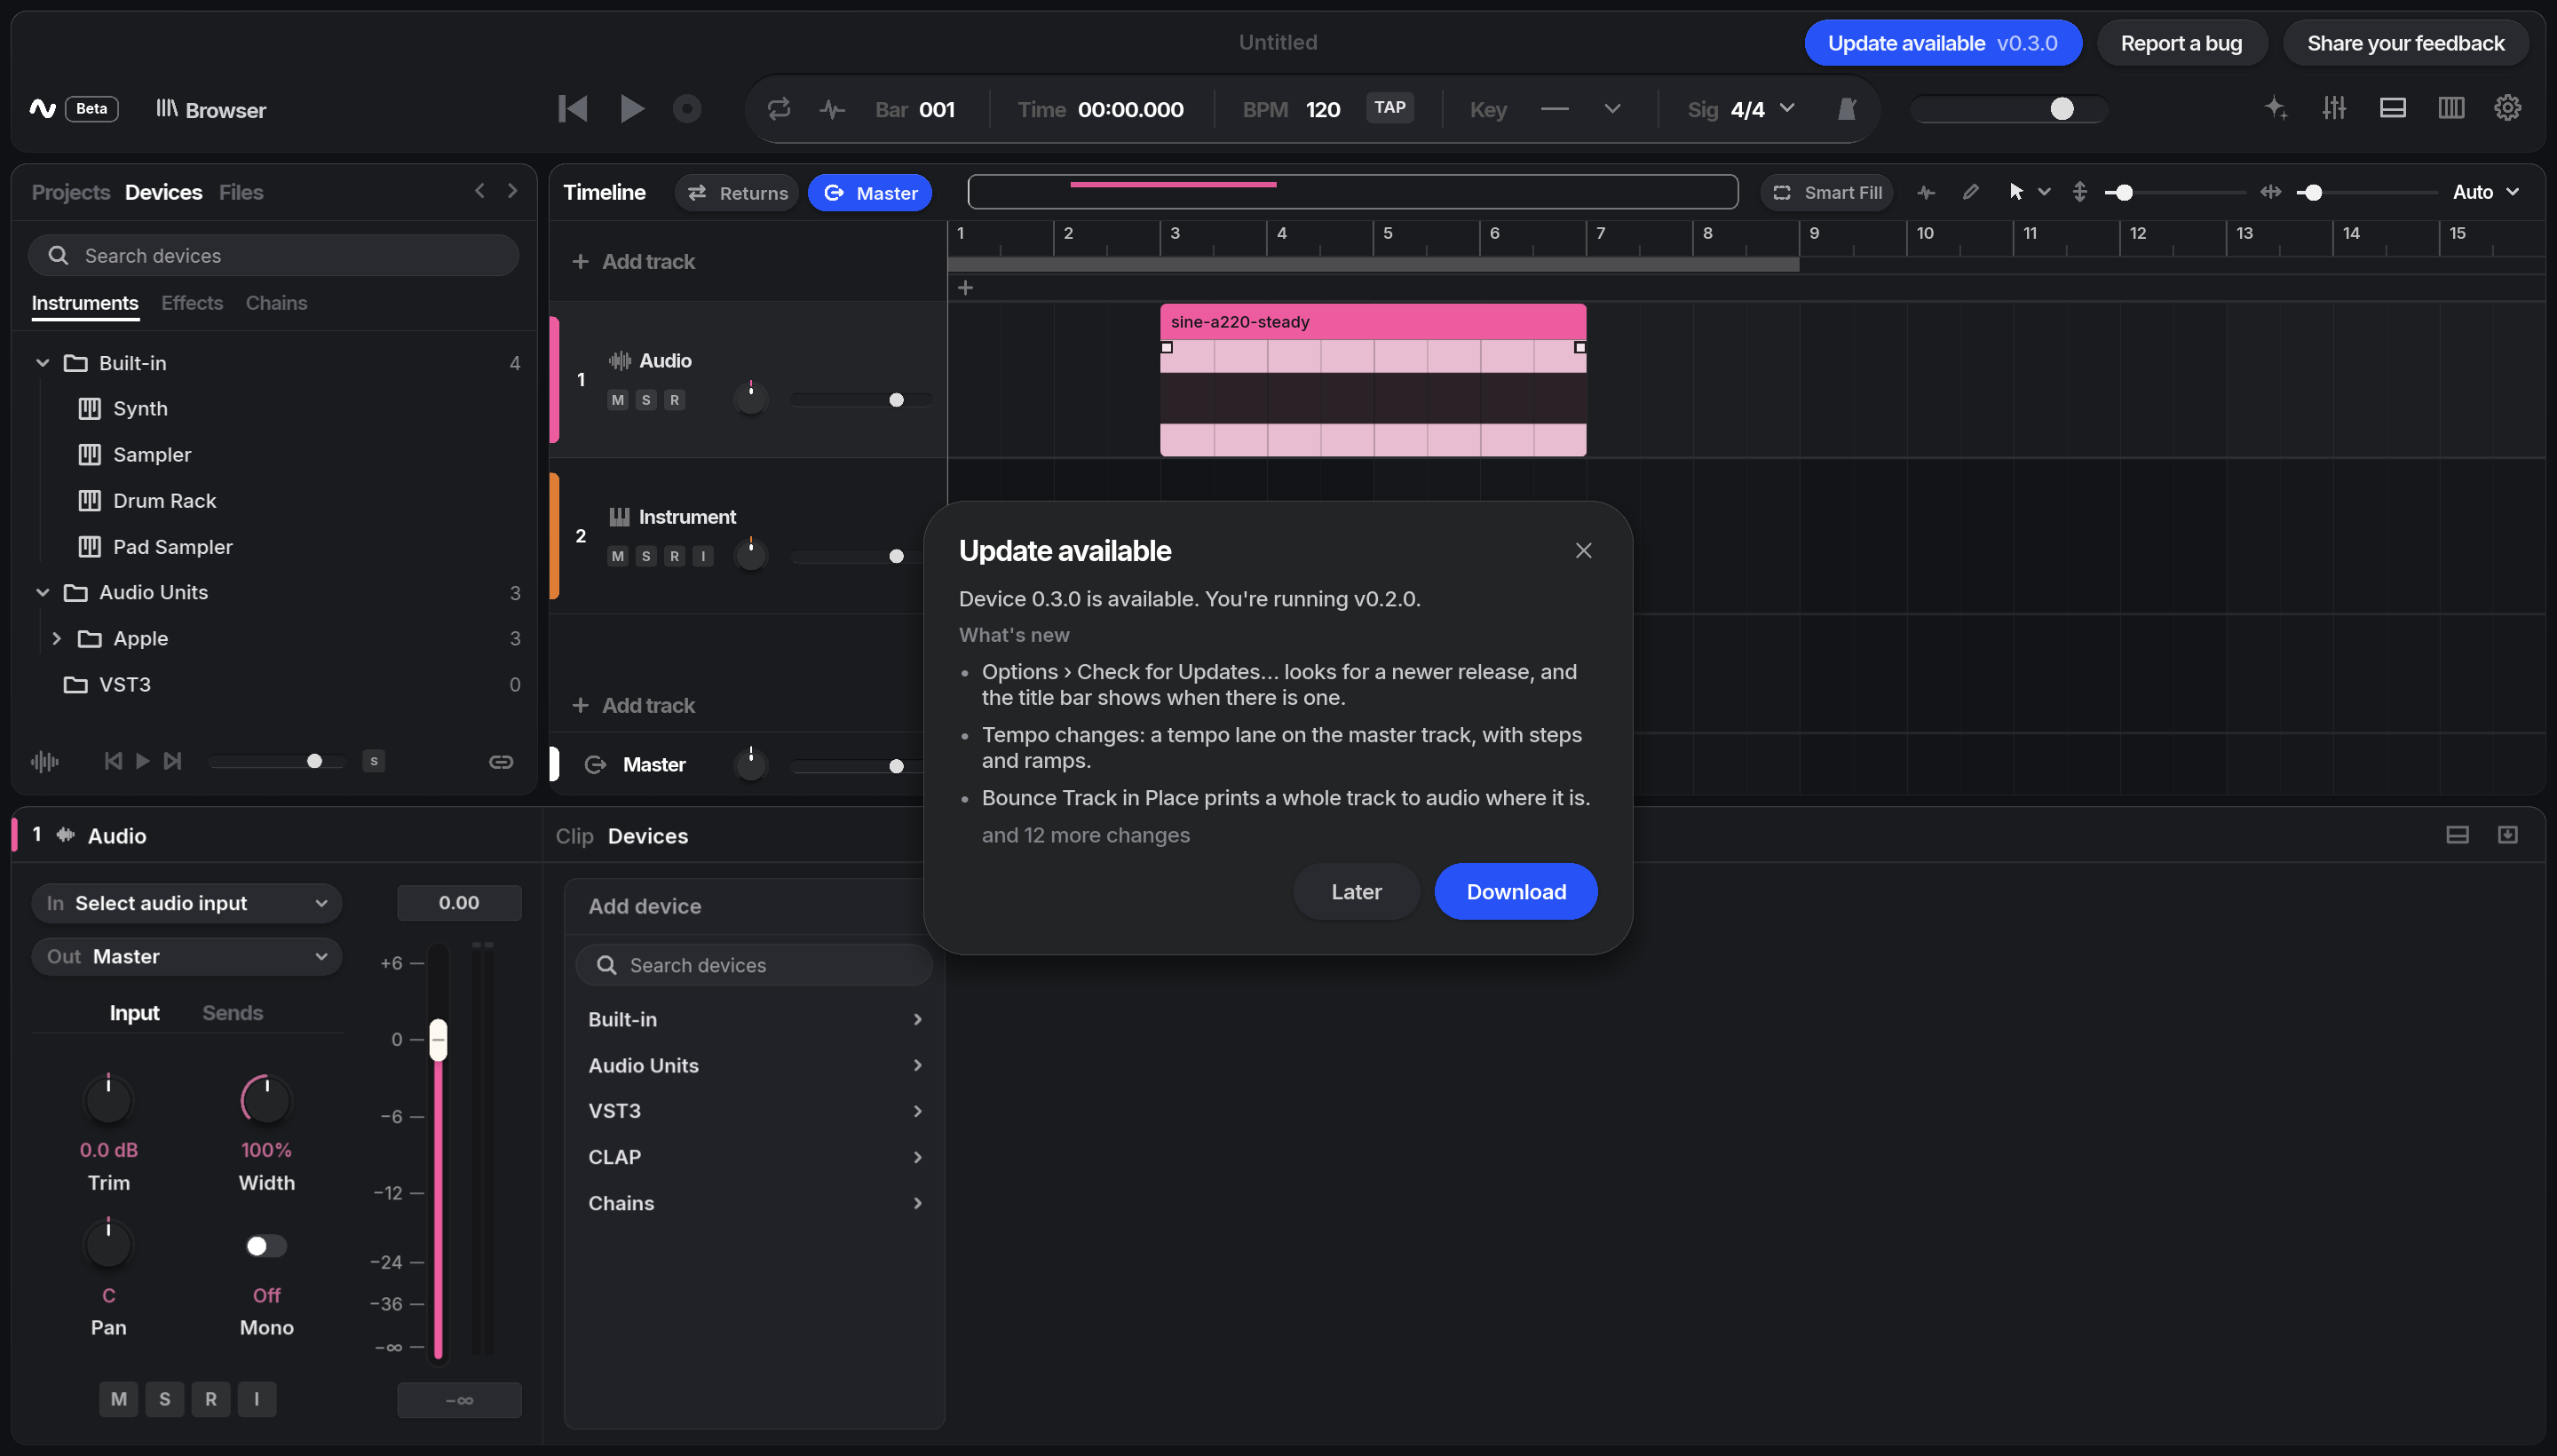 Untitled
Update available v0.3.0
Report a bug
Share your feedback
Beta
Browser
Bar 001
Time 00:00.000
BPM 120 TAP
Key —
Sig 4/4
Projects Devices Files
Search devices
Instruments Effects Chains
Built-in 4
Synth
Sampler
Drum Rack
Pad Sampler
Audio Units 3
Apple 3
VST3 0
S
Timeline Returns Master
Smart Fill
Auto
Add track
1 2 3 4 5 6 7 8 9 10 11 12 13 14 15
1 Audio
M S R
sine-a220-steady
2 Instrument
M S R I
Add track
Master
Update available
Device 0.3.0 is available. You're running v0.2.0.
What's new
• Options › Check for Updates... looks for a newer release, and
the title bar shows when there is one.
• Tempo changes: a tempo lane on the master track, with steps
and ramps.
• Bounce Track in Place prints a whole track to audio where it is.
and 12 more changes
Later Download
1 Audio
In Select audio input
Out Master
Input Sends
0.0 dB
Trim
100%
Width
C
Pan
Off
Mono
M S R I
0.00
+6
0
−6
−12
−24
−36
−∞
−∞
Clip Devices
Add device
Search devices
Built-in
Audio Units
VST3
CLAP
Chains